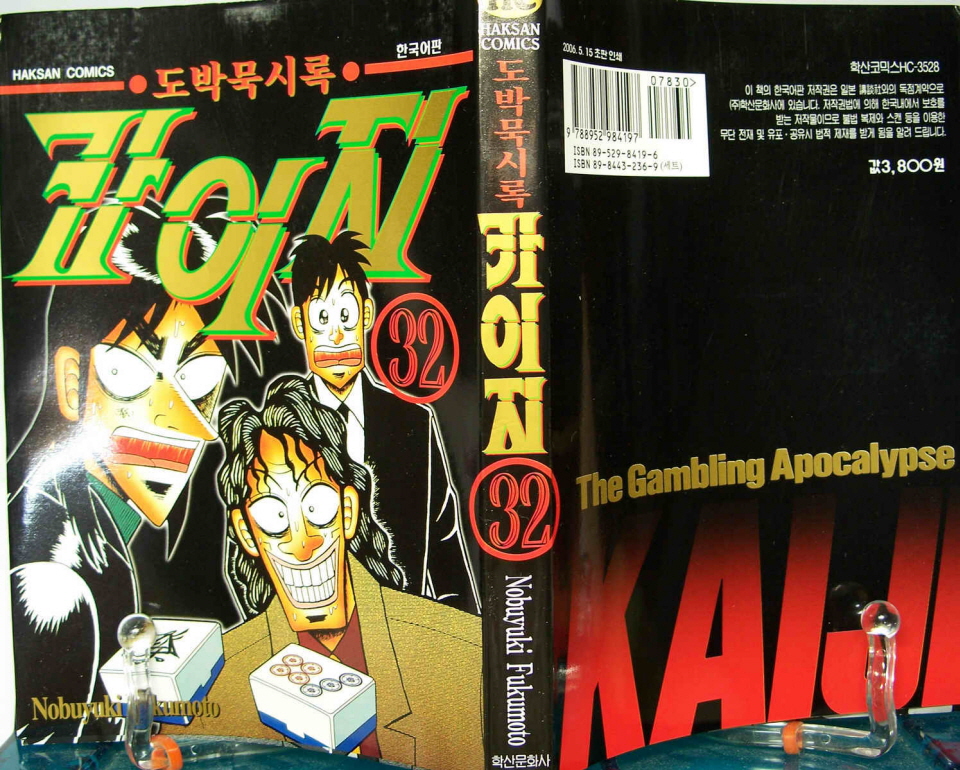 HAKSAN COMICS
한국어판
도박묵시록
카이지
32
Nobuyuki
kumoto
HAKSAN
COMICS
도박묵시록
카이지
32
Nobuyuki Fukumoto
학산문화사
2006. 5. 15 초판 인쇄
07830>
9 788952 984197
ISBN 89-529-8419-6
ISBN 89-8443-236-9 (세트)
학산코믹스HC-3528
이 책의 한국어판 저작권은 일본 講談社와의 독점계약으로
(주)학산문화사에 있습니다. 저작권법에 의해 한국내에서 보호를
받는 저작물이므로 불법 복제와 스캔 등을 이용한
무단 전재 및 유포·공유시 법적 제재를 받게 됨을 알려 드립니다.
값3,800원
The Gambling Apocalypse
KAIJI